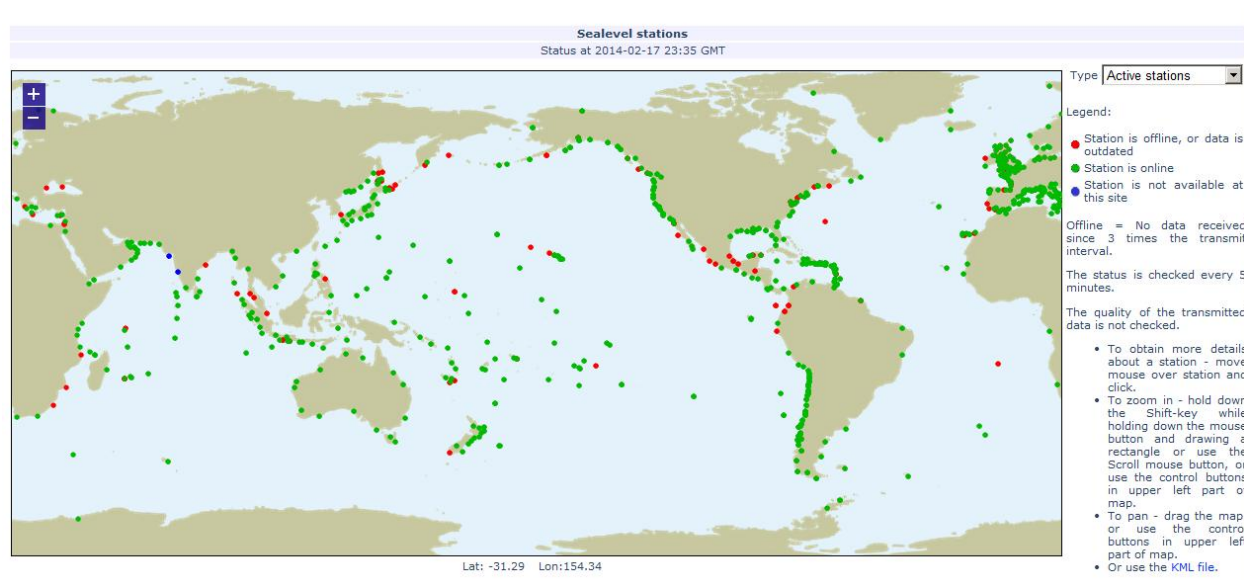 Sealevel stations
Status at 2014-02-17 23:35 GMT
+
−
Type Active stations
Legend:
Station is offline, or data is
outdated
Station is online
Station is not available at
this site
Offline = No data received
since 3 times the transmit
interval.
The status is checked every 5
minutes.
The quality of the transmitted
data is not checked.
• To obtain more details
about a station - move
mouse over station and
click.
• To zoom in - hold down
the Shift-key while
holding down the mouse
button and drawing a
rectangle or use the
Scroll mouse button, or
use the control buttons
in upper left part of
map.
• To pan - drag the map
or use the control
buttons in upper left
part of map.
• Or use the KML file.
Lat: -31.29 Lon:154.34